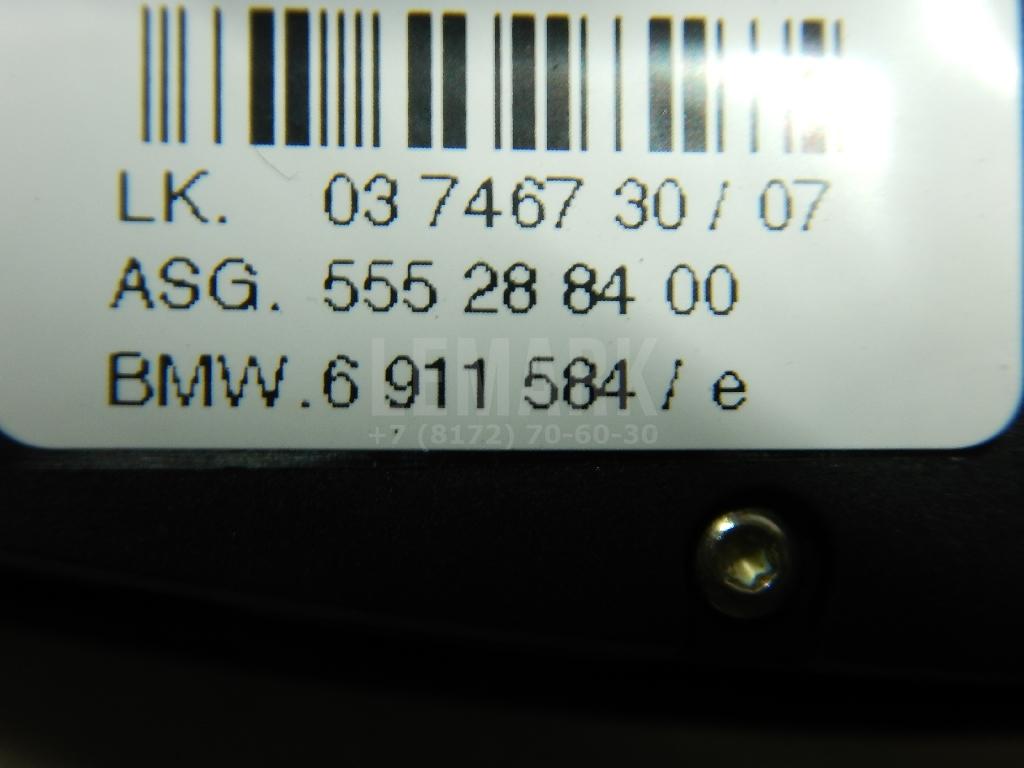 LK. 03 7467 30 / 07
ASG. 555 28 84 00
BMW. 6 911 584 / e
LEMARK
+7 (8172) 70-60-30